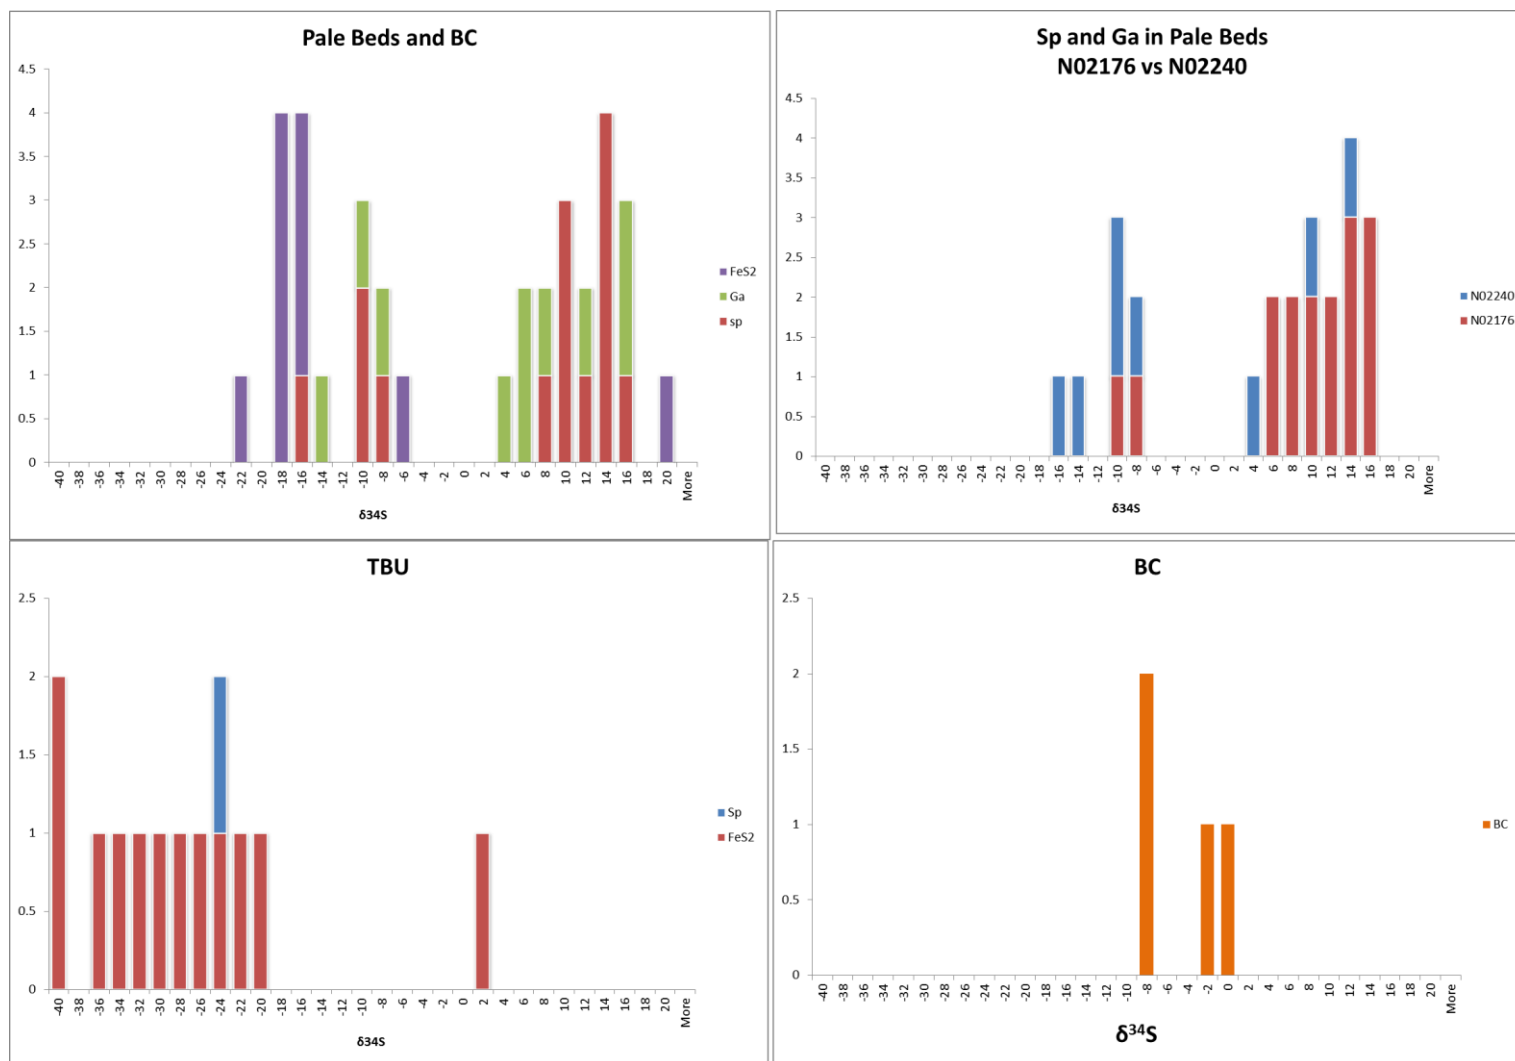 Pale Beds and BC
4.5
4
3.5
3
2.5
2
1.5
1
0.5
0
-40 -38 -36 -34 -32 -30 -28 -26 -24 -22 -20 -18 -16 -14 -12 -10 -8 -6 -4 -2 0 2 4 6 8 10 12 14 16 18 20 More
δ34S
FeS2
Ga
sp
Sp and Ga in Pale Beds
N02176 vs N02240
4.5
4
3.5
3
2.5
2
1.5
1
0.5
0
-40 -38 -36 -34 -32 -30 -28 -26 -24 -22 -20 -18 -16 -14 -12 -10 -8 -6 -4 -2 0 2 4 6 8 10 12 14 16 18 20 More
δ34S
N02240
N02176
TBU
2.5
2
1.5
1
0.5
0
-40 -38 -36 -34 -32 -30 -28 -26 -24 -22 -20 -18 -16 -14 -12 -10 -8 -6 -4 -2 0 2 4 6 8 10 12 14 16 18 20 More
δ34S
Sp
FeS2
BC
2.5
2
1.5
1
0.5
0
-40 -38 -36 -34 -32 -30 -28 -26 -24 -22 -20 -18 -16 -14 -12 -10 -8 -6 -4 -2 0 2 4 6 8 10 12 14 16 18 20 More
δ³⁴S
BC